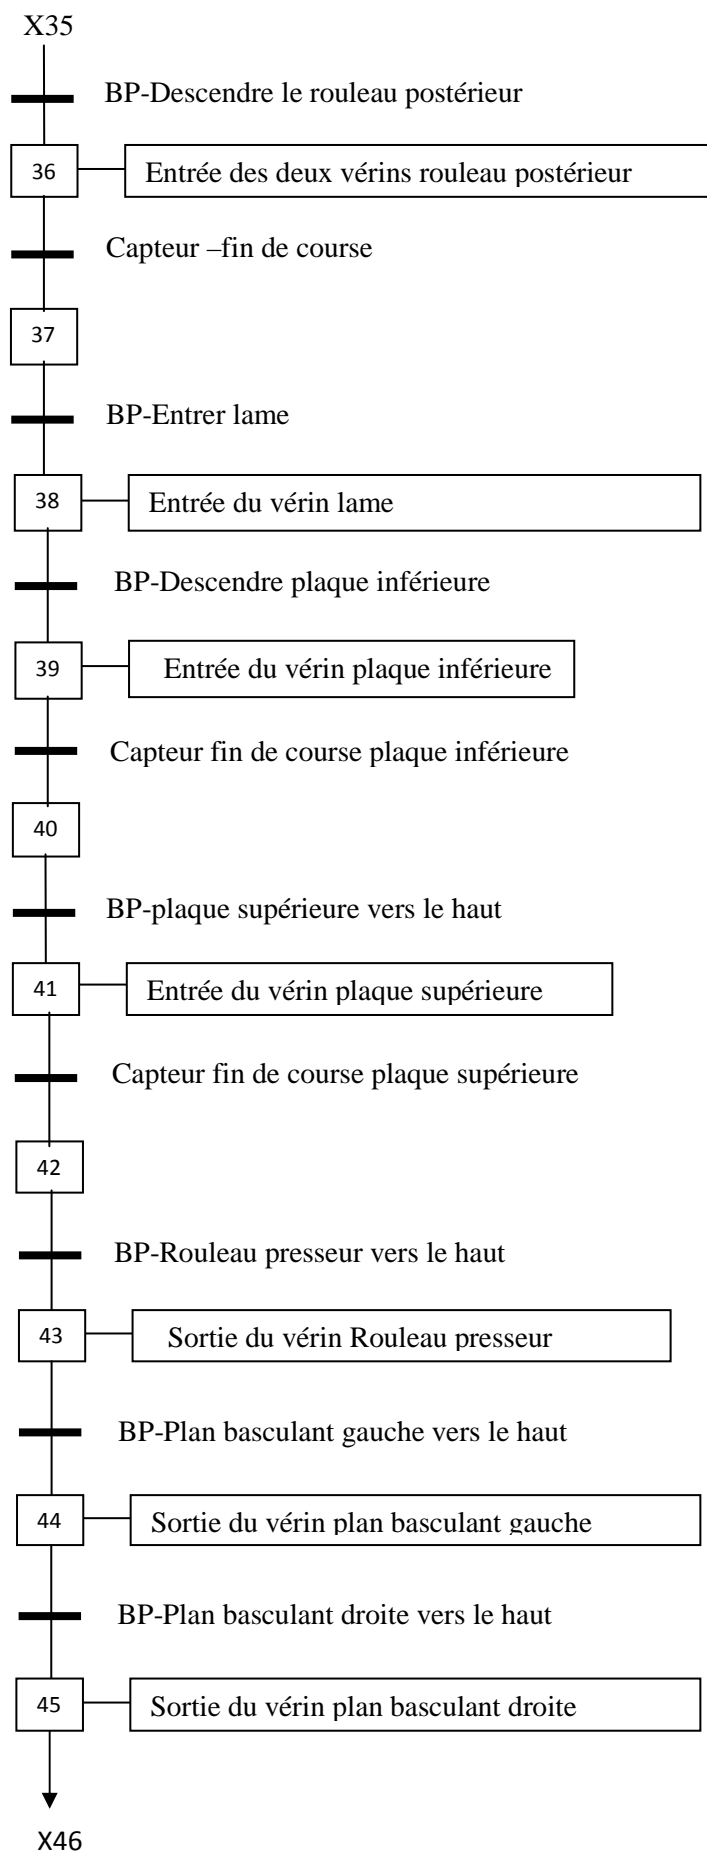 X35
BP-Descendre le rouleau postérieur
36
Entrée des deux vérins rouleau postérieur
Capteur –fin de course
37
BP-Entrer lame
38
Entrée du vérin lame
BP-Descendre plaque inférieure
39
Entrée du vérin plaque inférieure
Capteur fin de course plaque inférieure
40
BP-plaque supérieure vers le haut
41
Entrée du vérin plaque supérieure
Capteur fin de course plaque supérieure
42
BP-Rouleau presseur vers le haut
43
Sortie du vérin Rouleau presseur
BP-Plan basculant gauche vers le haut
44
Sortie du vérin plan basculant gauche
BP-Plan basculant droite vers le haut
45
Sortie du vérin plan basculant droite
X46